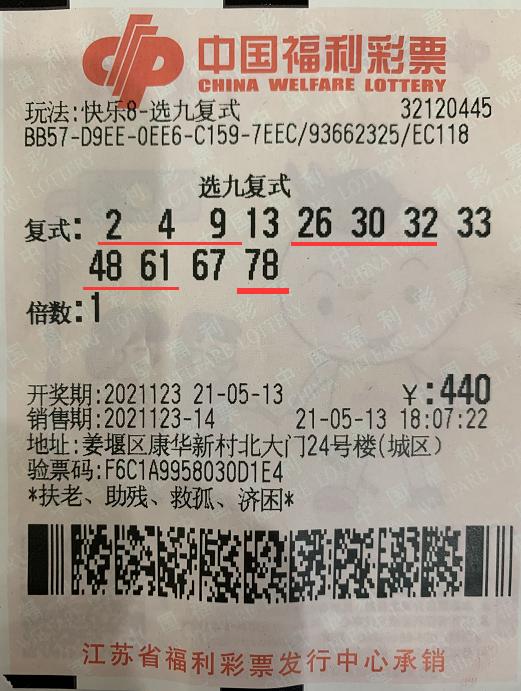 中国福利彩票
CHINA WELFARE LOTTERY
玩法:快乐8-选九复式 32120445
BB57-D9EE-0EE6-C159-7EEC/93662325/EC118
选九复式
复式: 2 4 9 13 26 30 32 33
48 61 67 78
倍数:1
开奖期:2021123 21-05-13 ¥:440
销售期:2021123-14 21-05-13 18:07:22
地址:姜堰区康华新村北大门24号楼(城区)
验票码:F6C1A9958030D1E4
*扶老、助残、救孤、济困*
江苏省福利彩票发行中心承销